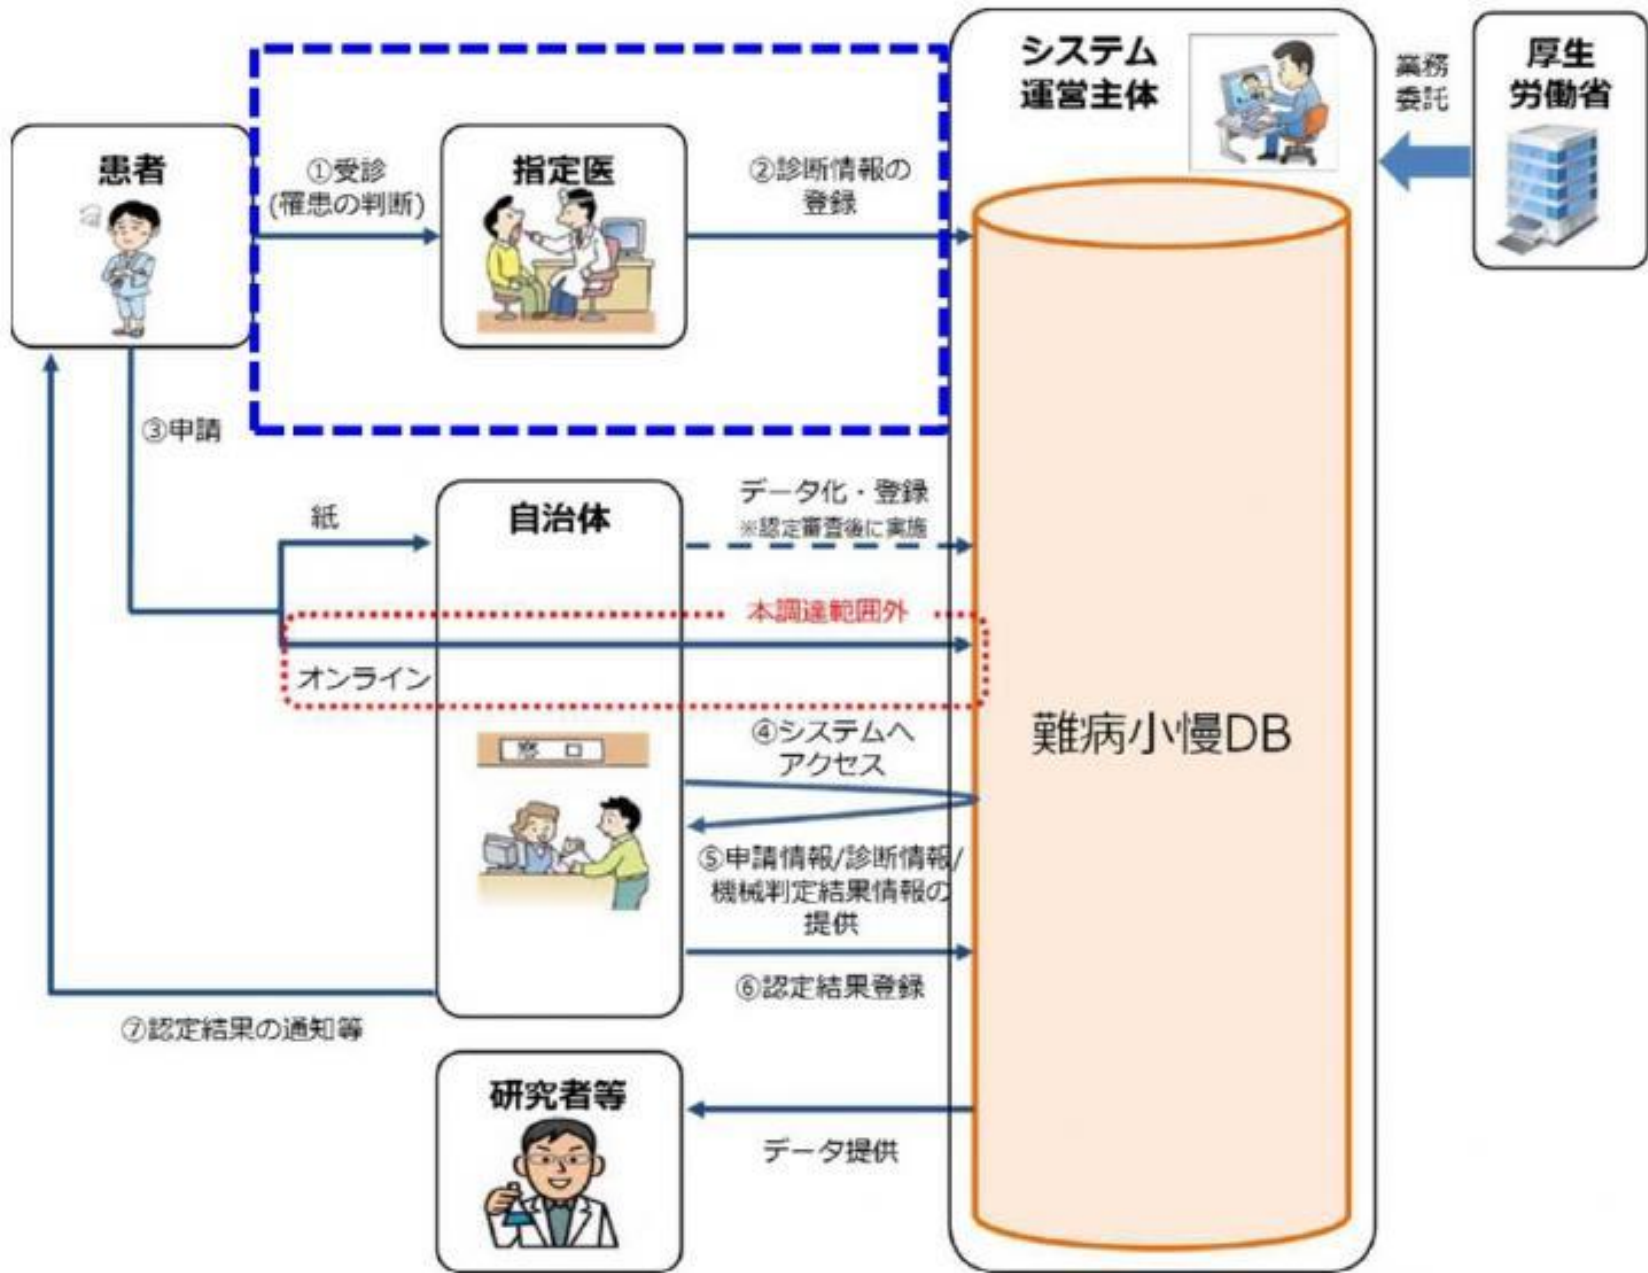 システム
運営主体
業務
委託
厚生
労働省
患者
①受診
(罹患の判断)
指定医
②診断情報の
登録
③申請
紙
自治体
データ化・登録
※認定審査後に実施
本調達範囲外
オンライン
窓 口
④システムへ
アクセス
難病小慢DB
⑤申請情報/診断情報/
機械判定結果情報の
提供
⑥認定結果登録
⑦認定結果の通知等
研究者等
データ提供